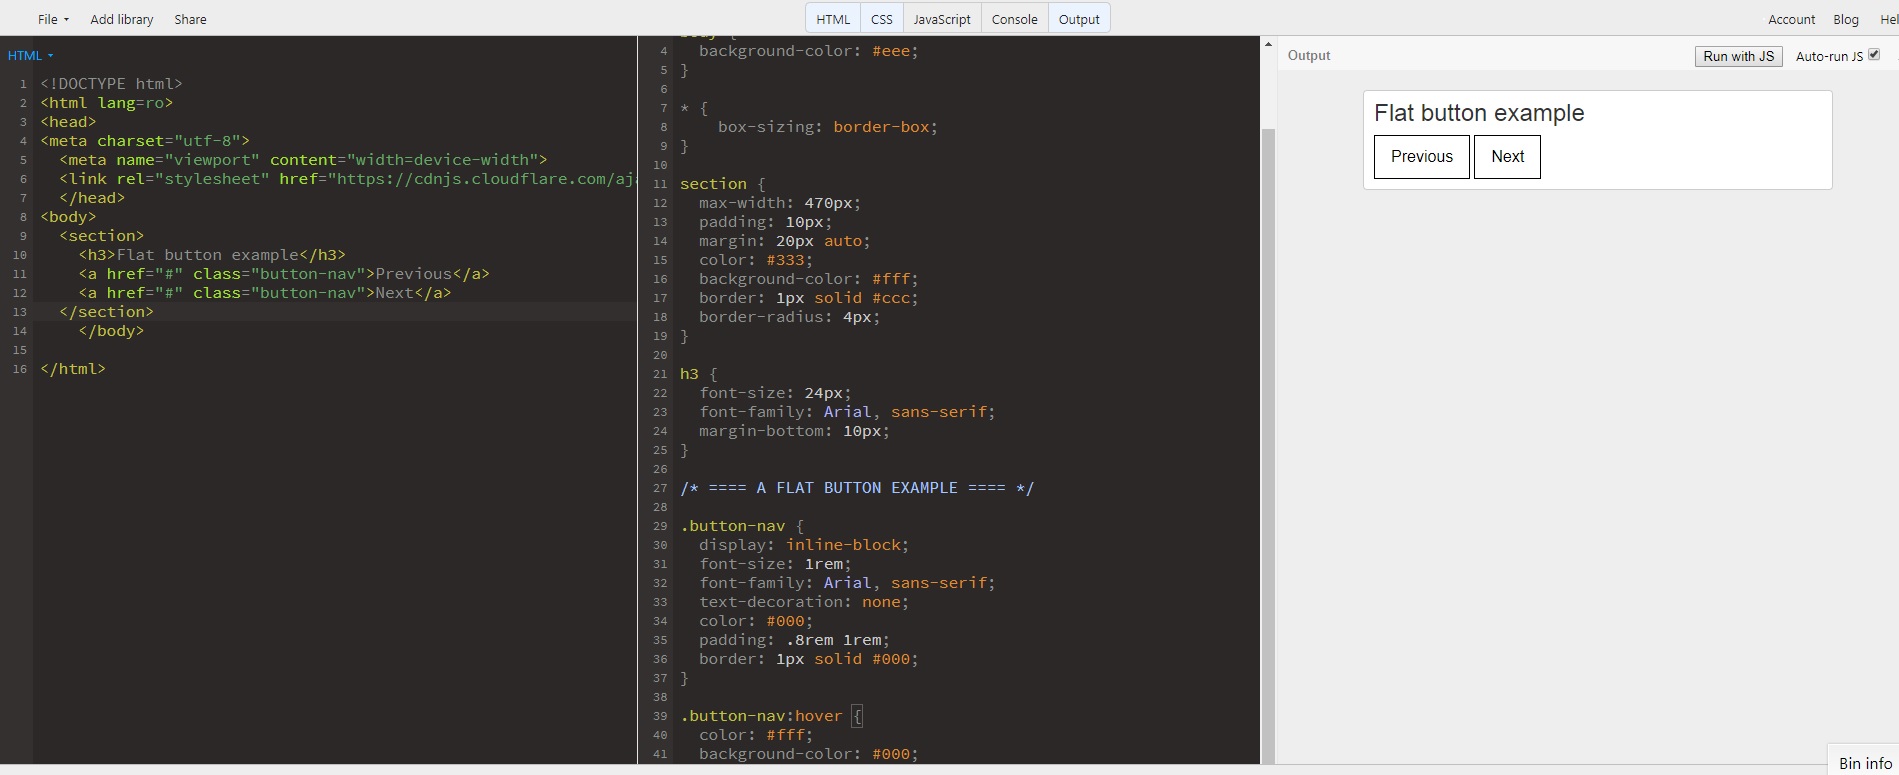 File ▾ Add library Share HTML CSS JavaScript Console Output Account Blog
HTML ▾
1 <!DOCTYPE html>
2 <html lang=ro>
3 <head>
4 <meta charset="utf-8">
5 <meta name="viewport" content="width=device-width">
6 <link rel="stylesheet" href="https://cdnjs.cloudflare.com/aj
7 </head>
8 <body>
9 <section>
10 <h3>Flat button example</h3>
11 <a href="#" class="button-nav">Previous</a>
12 <a href="#" class="button-nav">Next</a>
13 </section>
14 </body>
15
16 </html>
4 background-color: #eee;
5 }
6
7 * {
8 box-sizing: border-box;
9 }
10
11 section {
12 max-width: 470px;
13 padding: 10px;
14 margin: 20px auto;
15 color: #333;
16 background-color: #fff;
17 border: 1px solid #ccc;
18 border-radius: 4px;
19 }
20
21 h3 {
22 font-size: 24px;
23 font-family: Arial, sans-serif;
24 margin-bottom: 10px;
25 }
26
27 /* ==== A FLAT BUTTON EXAMPLE ==== */
28
29 .button-nav {
30 display: inline-block;
31 font-size: 1rem;
32 font-family: Arial, sans-serif;
33 text-decoration: none;
34 color: #000;
35 padding: .8rem 1rem;
36 border: 1px solid #000;
37 }
38
39 .button-nav:hover {
40 color: #fff;
41 background-color: #000;
Output Run with JS Auto-run JS
Flat button example
Previous Next
Bin info